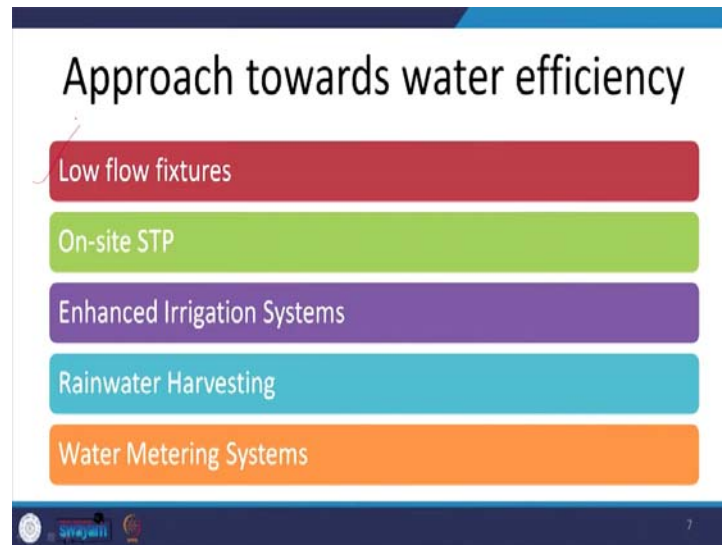 Approach towards water efficiency
Low flow fixtures
On-site STP
Enhanced Irrigation Systems
Rainwater Harvesting
Water Metering Systems
swayam
7